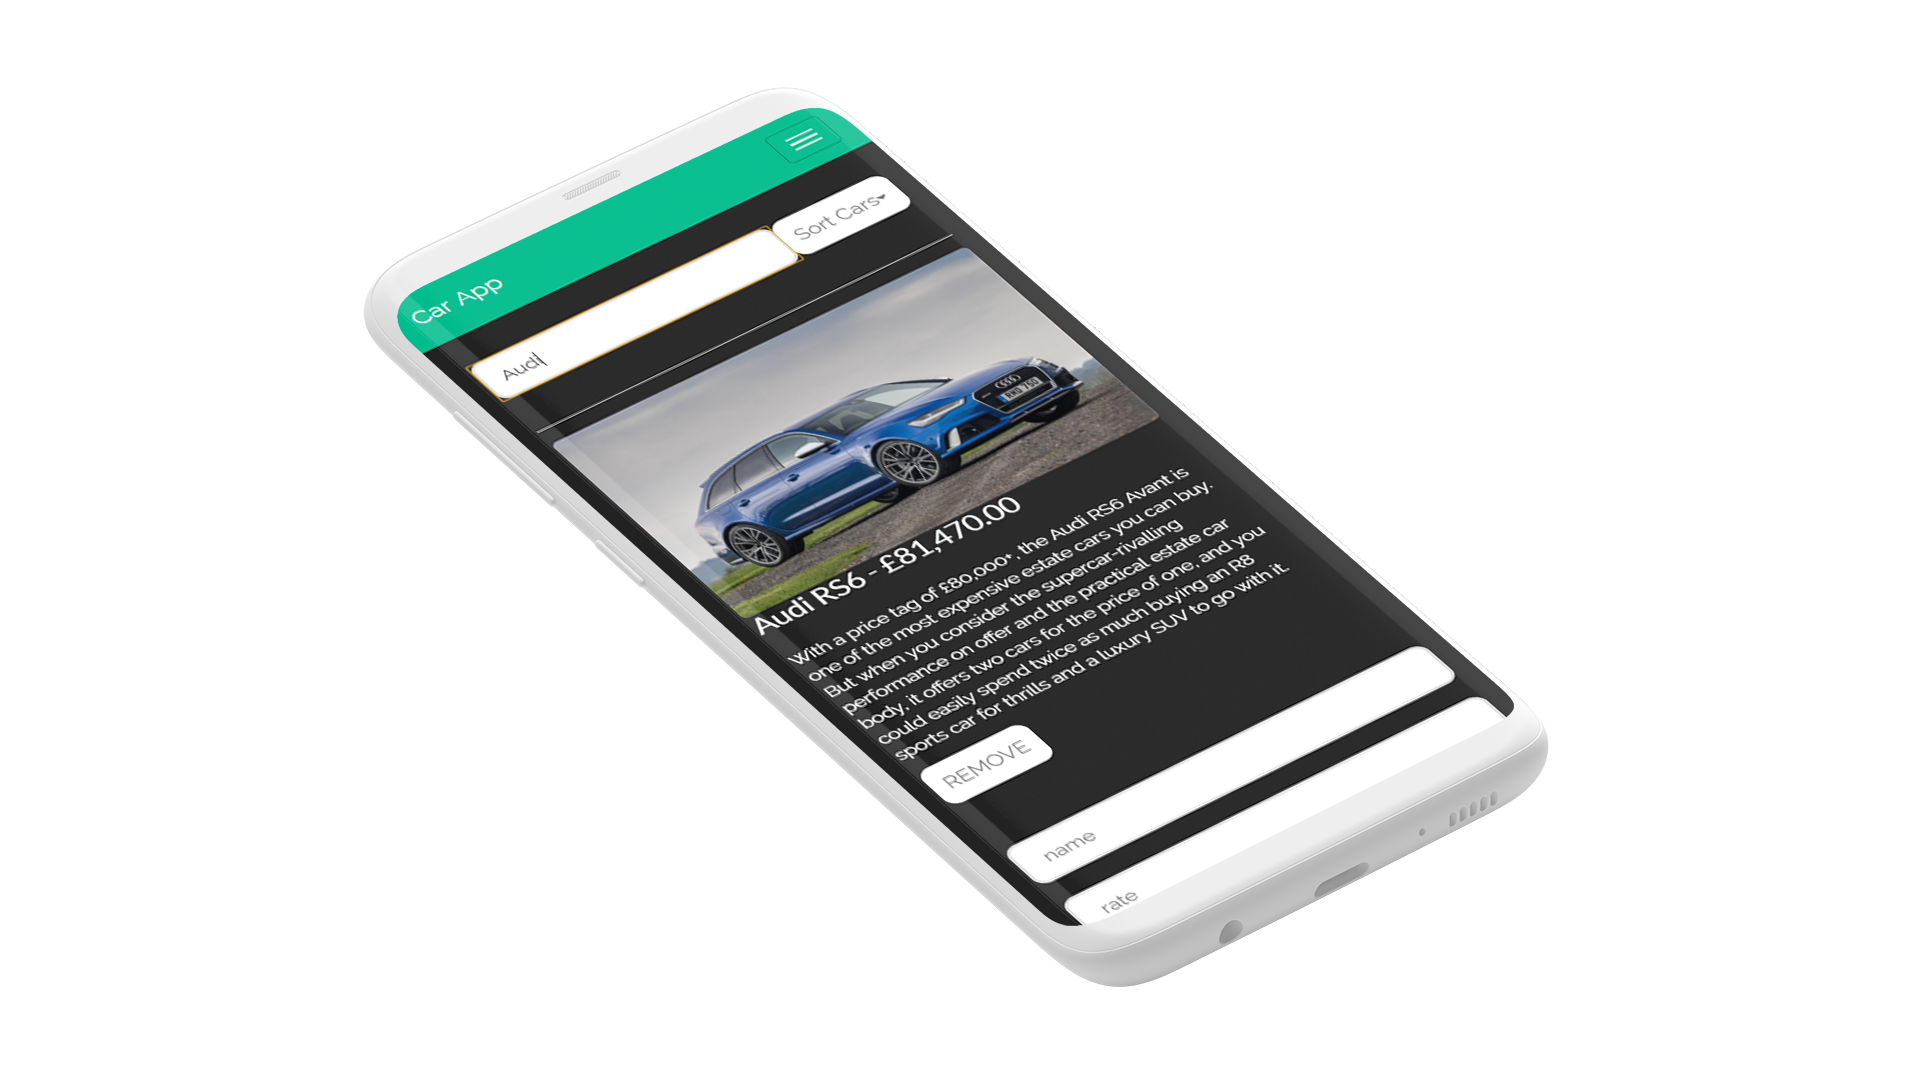 Car App
Sort Cars
Audi
Audi RS6 - £81,470.00
With a price tag of £80,000+, the Audi RS6 Avant is
one of the most expensive estate cars you can buy.
But when you consider the supercar-rivalling
performance on offer and the practical estate car
body, it offers two cars for the price of one, and you
could easily spend twice as much buying an R8
sports car for thrills and a luxury SUV to go with it.
REMOVE
name
rate